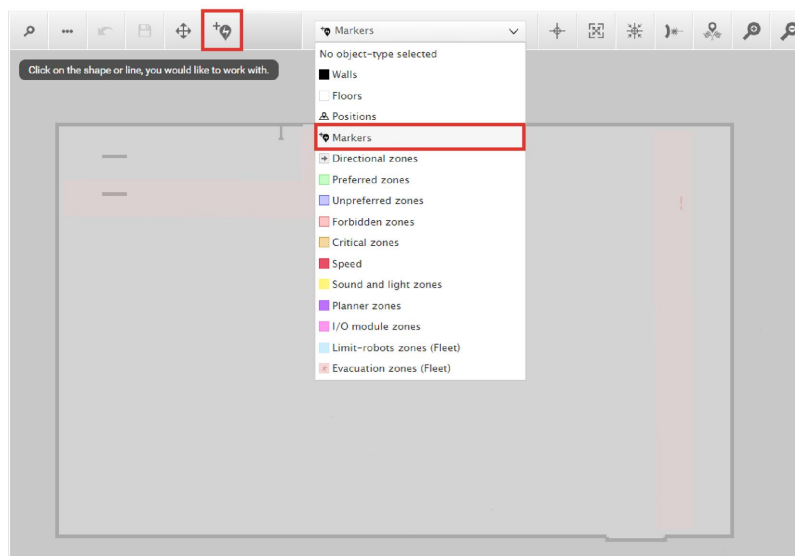 Markers
Click on the shape or line, you would like to work with.
No object-type selected
Walls
Floors
Positions
Markers
Directional zones
Preferred zones
Unpreferred zones
Forbidden zones
Critical zones
Speed
Sound and light zones
Planner zones
I/O module zones
Limit-robots zones (Fleet)
Evacuation zones (Fleet)